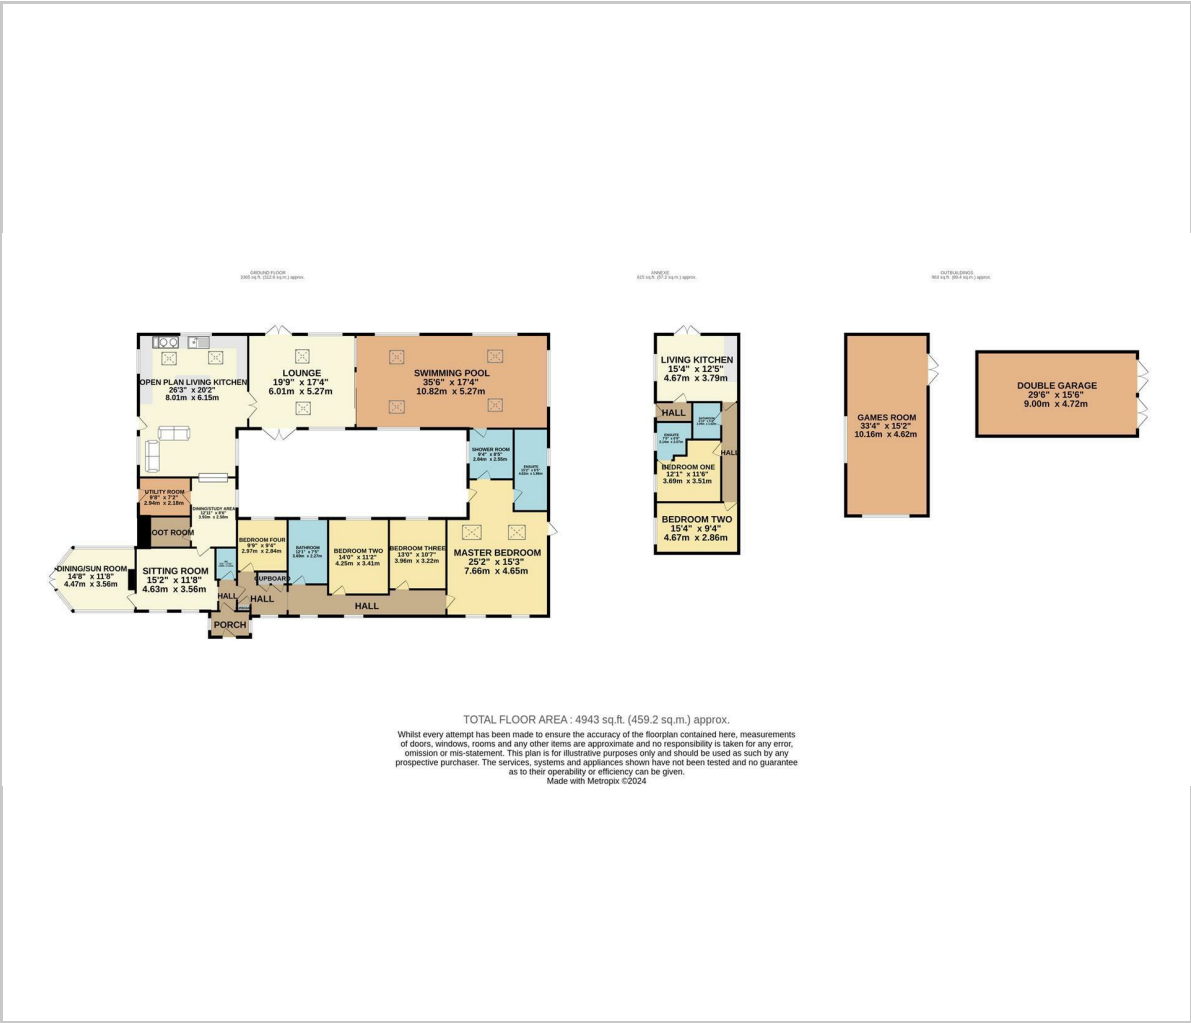 GROUND FLOOR
ANNEXE
OUTBUILDINGS
OPEN PLAN LIVING KITCHEN
26'3" x 20'2"
8.01m x 6.15m
LOUNGE
19'9" x 17'4"
6.01m x 5.27m
SWIMMING POOL
35'6" x 17'4"
10.82m x 5.27m
SHOWER ROOM
9'4" x 8'5"
2.84m x 2.55m
ENSUITE
UTILITY ROOM
9'8" x 7'2"
2.94m x 2.18m
DINING/STUDY AREA
OOT ROOM
DINING/SUN ROOM
14'8" x 11'8"
4.47m x 3.56m
SITTING ROOM
15'2" x 11'8"
4.63m x 3.56m
HALL
PORCH
BEDROOM FOUR
9'9" x 9'4"
2.97m x 2.84m
CUPBOARD
HALL
BATHROOM
12'1" x 7'5"
BEDROOM TWO
14'0" x 11'2"
4.25m x 3.41m
BEDROOM THREE
13'0" x 10'7"
3.96m x 3.22m
HALL
MASTER BEDROOM
25'2" x 15'3"
7.66m x 4.65m
LIVING KITCHEN
15'4" x 12'5"
4.67m x 3.79m
HALL
ENSUITE
HALL
BEDROOM ONE
12'1" x 11'6"
3.69m x 3.51m
BEDROOM TWO
15'4" x 9'4"
4.67m x 2.86m
GAMES ROOM
33'4" x 15'2"
10.16m x 4.62m
DOUBLE GARAGE
29'6" x 15'6"
9.00m x 4.72m
TOTAL FLOOR AREA : 4943 sq.ft. (459.2 sq.m.) approx.
Whilst every attempt has been made to ensure the accuracy of the floorplan contained here, measurements
of doors, windows, rooms and any other items are approximate and no responsibility is taken for any error,
omission or mis-statement. This plan is for illustrative purposes only and should be used as such by any
prospective purchaser. The services, systems and appliances shown have not been tested and no guarantee
as to their operability or efficiency can be given.
Made with Metropix ©2024